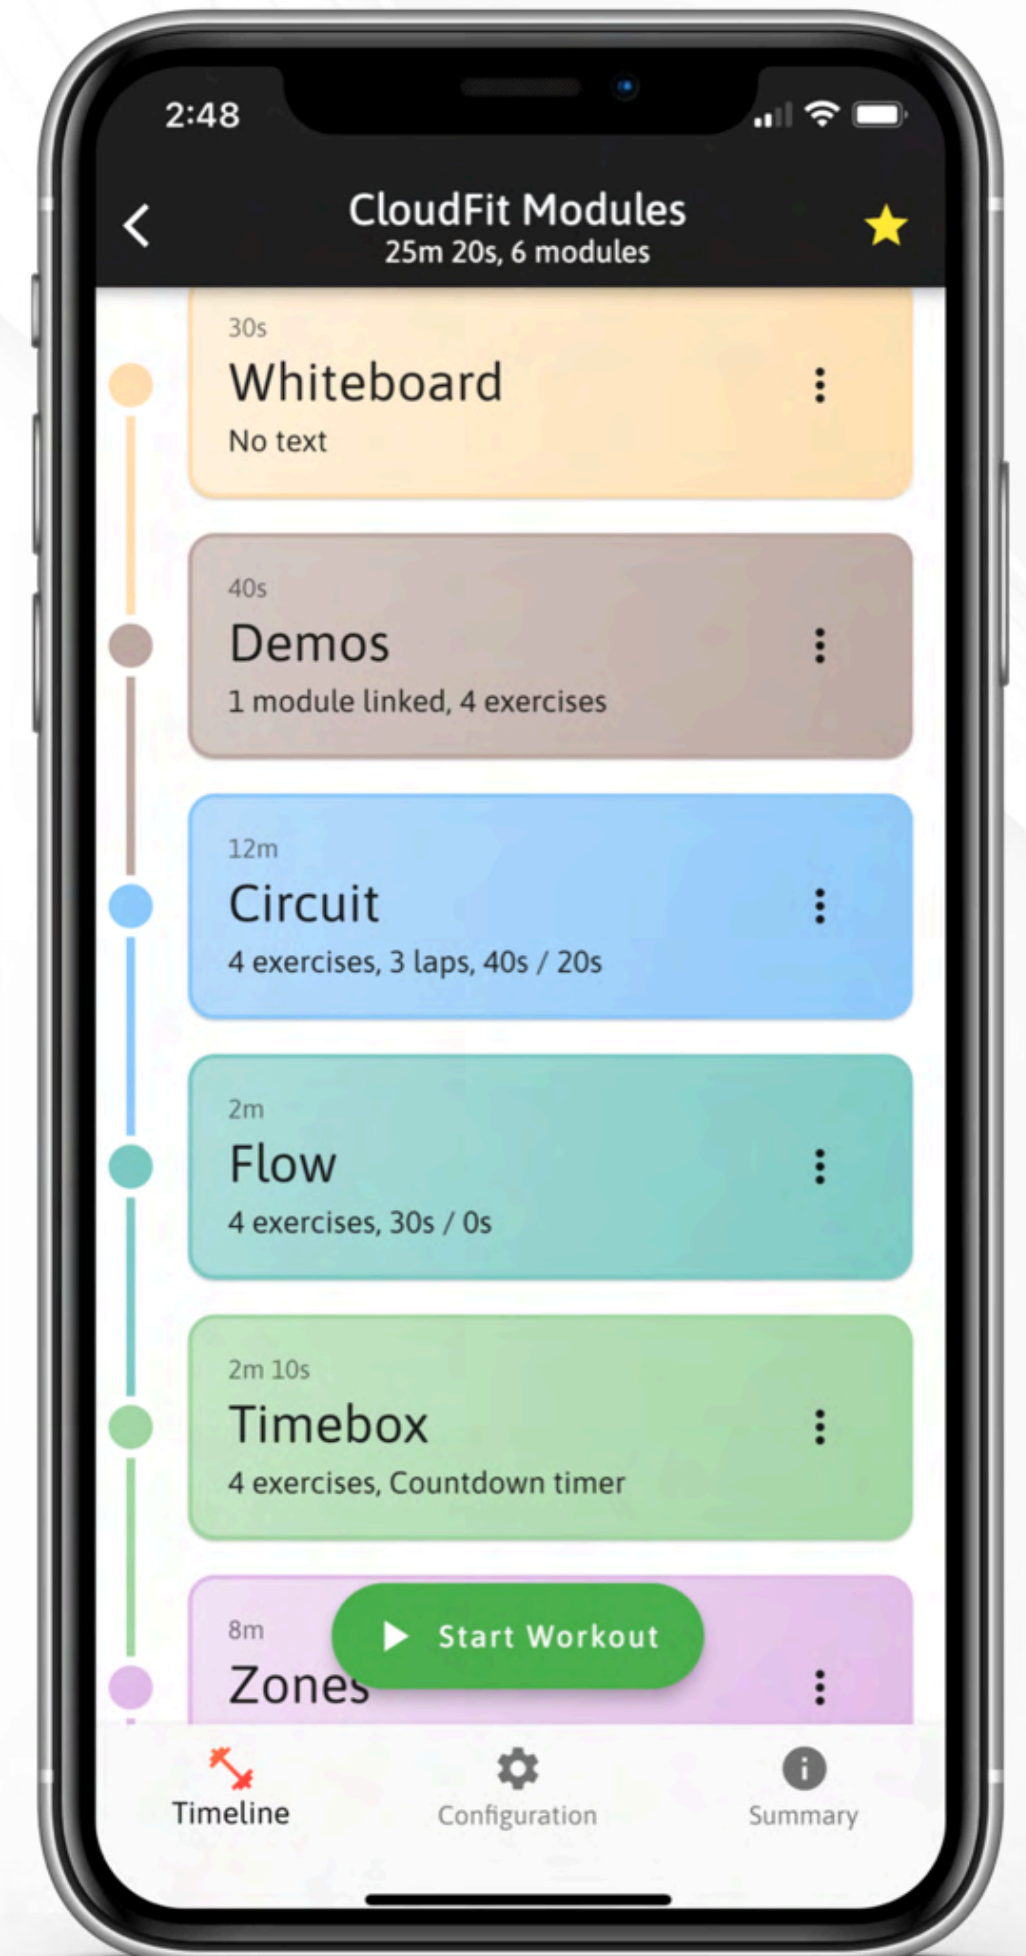 2:48
CloudFit Modules
25m 20s, 6 modules
30s
Whiteboard
No text
40s
Demos
1 module linked, 4 exercises
12m
Circuit
4 exercises, 3 laps, 40s / 20s
2m
Flow
4 exercises, 30s / 0s
2m 10s
Timebox
4 exercises, Countdown timer
8m
Start Workout
Zones
Timeline
Configuration
Summary